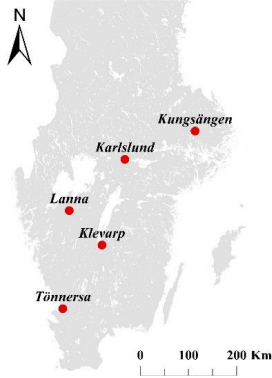 N
Kungsängen
Karlslund
Lanna
Klevarp
Tönnersa
0 100 200 Km